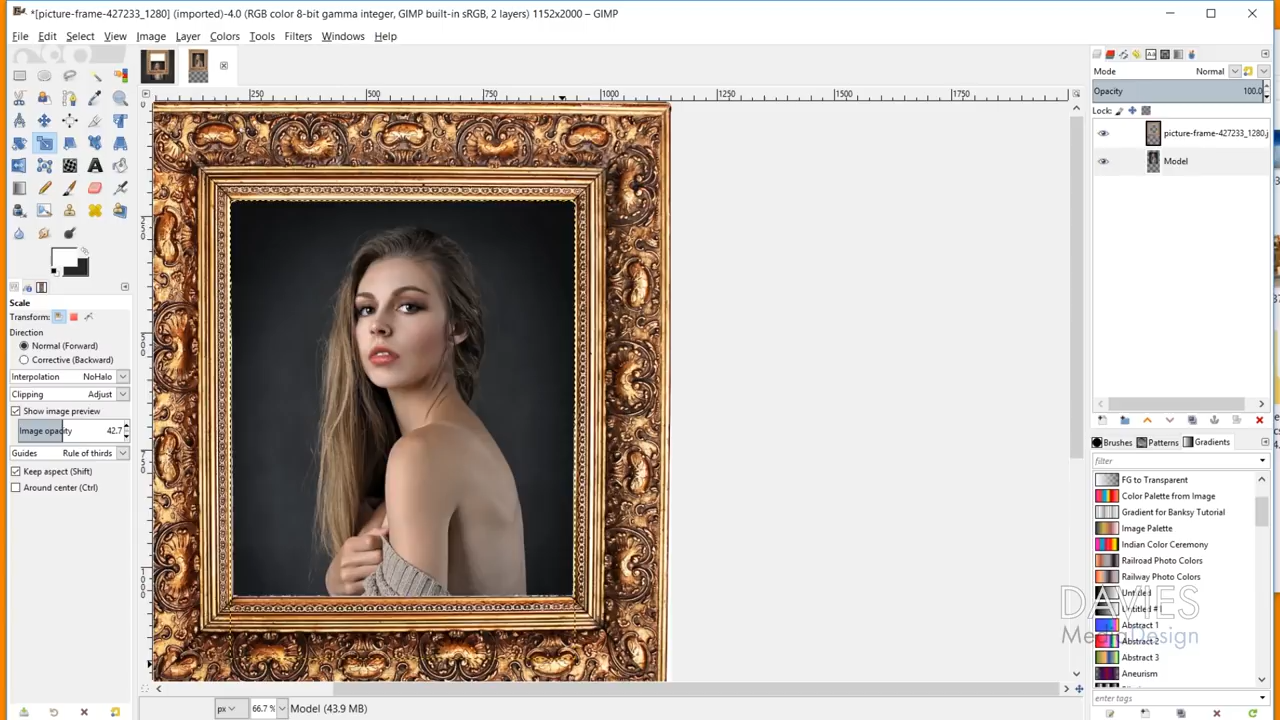 *[picture-frame-427233_1280] (imported)-4.0 (RGB color 8-bit gamma integer, GIMP built-in sRGB, 2 layers) 1152x2000 – GIMP
File Edit Select View Image Layer Colors Tools Filters Windows Help
250 500 750 1000 1250 1500 1750
Mode Normal
Opacity 100.0
Lock:
picture-frame-427233_1280.j
Model
Scale
Transform:
Direction
Normal (Forward)
Corrective (Backward)
Interpolation NoHalo
Clipping Adjust
Show image preview
Image opacity 42.7
Guides Rule of thirds
Keep aspect (Shift)
Around center (Ctrl)
Brushes Patterns Gradients
filter
FG to Transparent
Color Palette from Image
Gradient for Banksy Tutorial
Image Palette
Indian Color Ceremony
Railroad Photo Colors
Railway Photo Colors
Untitled
Untitled #1
Abstract 1
Abstract 2
Abstract 3
Aneurism
enter tags
DAVIES
MediaDesign
px 66.7 % Model (43.9 MB)